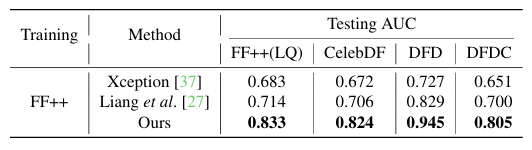 Training Method Testing AUC
FF++(LQ) CelebDF DFD DFDC
Xception [37] 0.683 0.672 0.727 0.651
FF++ Liang et al. [27] 0.714 0.706 0.829 0.700
Ours 0.833 0.824 0.945 0.805